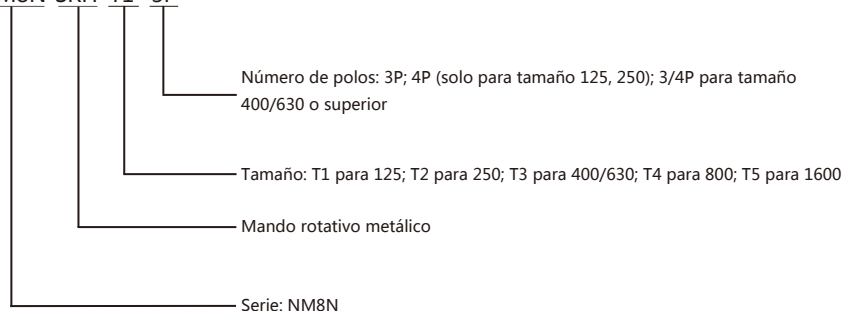 Número de polos: 3P; 4P (solo para tamaño 125, 250); 3/4P para tamaño
400/630 o superior
Tamaño: T1 para 125; T2 para 250; T3 para 400/630; T4 para 800; T5 para 1600
Mando rotativo metálico
Serie: NM8N